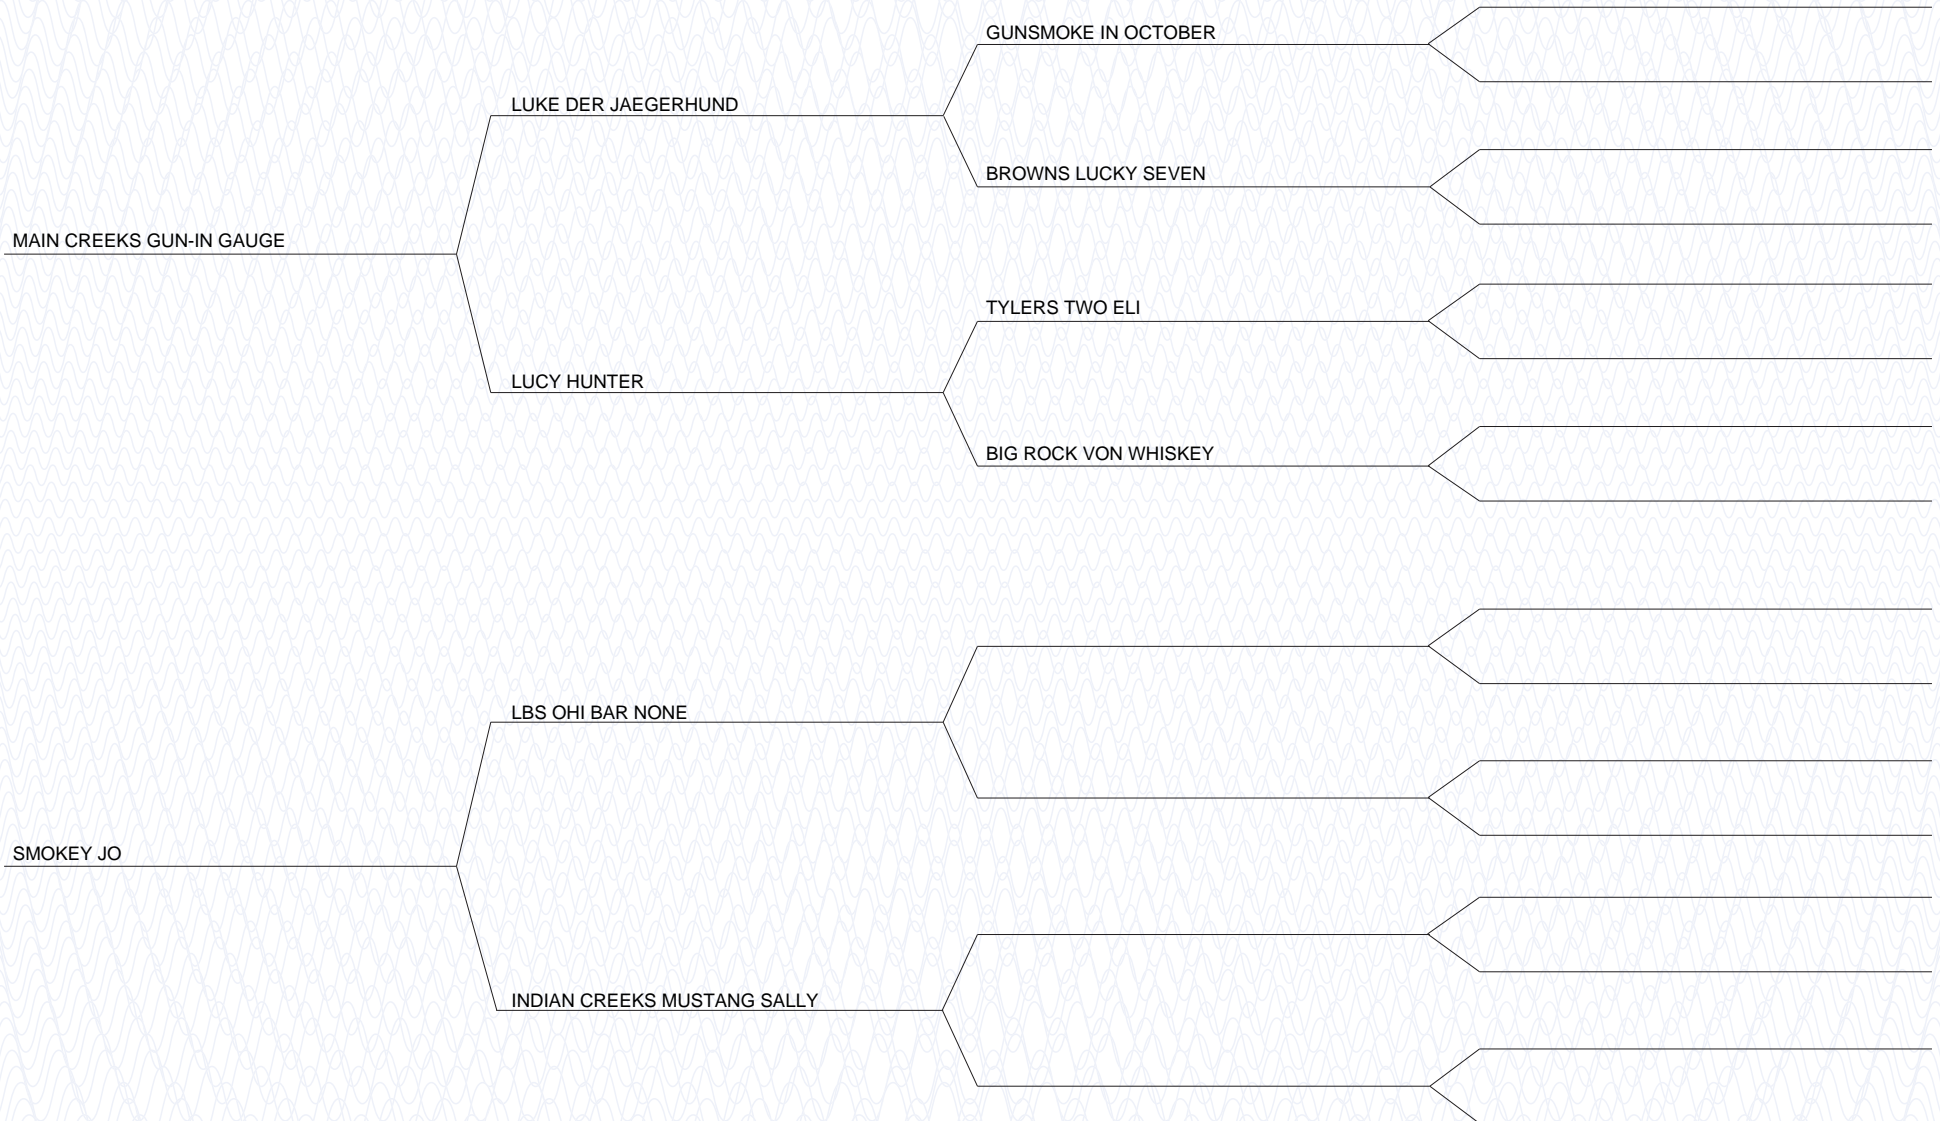 GUNSMOKE IN OCTOBER
LUKE DER JAEGERHUND
BROWNS LUCKY SEVEN
MAIN CREEKS GUN-IN GAUGE
TYLERS TWO ELI
LUCY HUNTER
BIG ROCK VON WHISKEY
LBS OHI BAR NONE
SMOKEY JO
INDIAN CREEKS MUSTANG SALLY